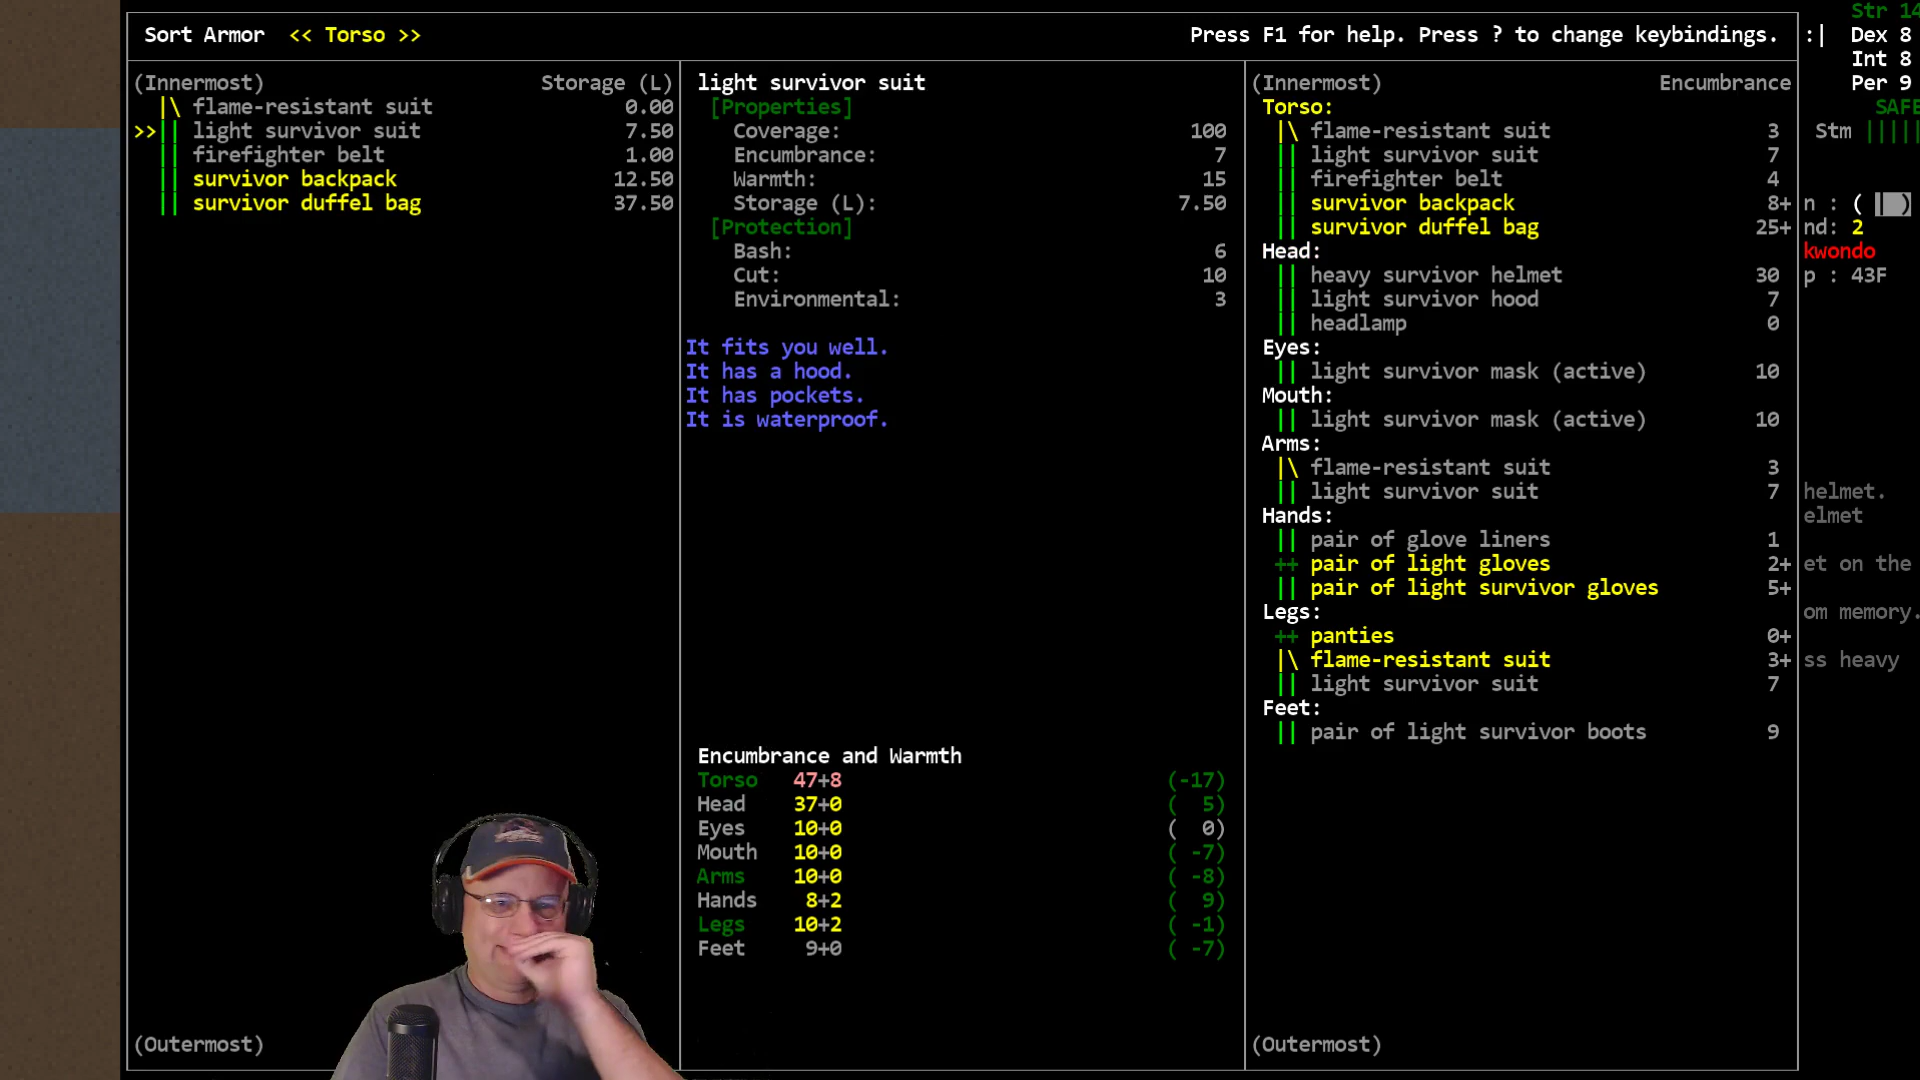 Sort Armor << Torso >> Press F1 for help. Press ? to change keybindings.
(Innermost) Storage (L)
|\ flame-resistant suit 0.00
>>|| light survivor suit 7.50
|| firefighter belt 1.00
|| survivor backpack 12.50
|| survivor duffel bag 37.50
(Outermost)
light survivor suit
[Properties]
Coverage: 100
Encumbrance: 7
Warmth: 15
Storage (L): 7.50
[Protection]
Bash: 6
Cut: 10
Environmental: 3
It fits you well.
It has a hood.
It has pockets.
It is waterproof.
Encumbrance and Warmth
Torso 47+8 (-17)
Head 37+0 ( 5)
Eyes 10+0 ( 0)
Mouth 10+0 ( -7)
Arms 10+0 ( -8)
Hands 8+2 ( 9)
Legs 10+2 ( -1)
Feet 9+0 ( -7)
(Innermost) Encumbrance
Torso:
|\ flame-resistant suit 3
|| light survivor suit 7
|| firefighter belt 4
|| survivor backpack 8+
|| survivor duffel bag 25+
Head:
|| heavy survivor helmet 30
|| light survivor hood 7
|| headlamp 0
Eyes:
|| light survivor mask (active) 10
Mouth:
|| light survivor mask (active) 10
Arms:
|\ flame-resistant suit 3
|| light survivor suit 7
Hands:
|| pair of glove liners 1
++ pair of light gloves 2+
|| pair of light survivor gloves 5+
Legs:
++ panties 0+
|\ flame-resistant suit 3+
|| light survivor suit 7
Feet:
|| pair of light survivor boots 9
(Outermost)
Str 14
:| Dex 8
Int 8
Per 9
SAFE
Stm |||||
n : ( || )
nd: 2
kwondo
p : 43F
helmet.
elmet
et on the
om memory.
ss heavy